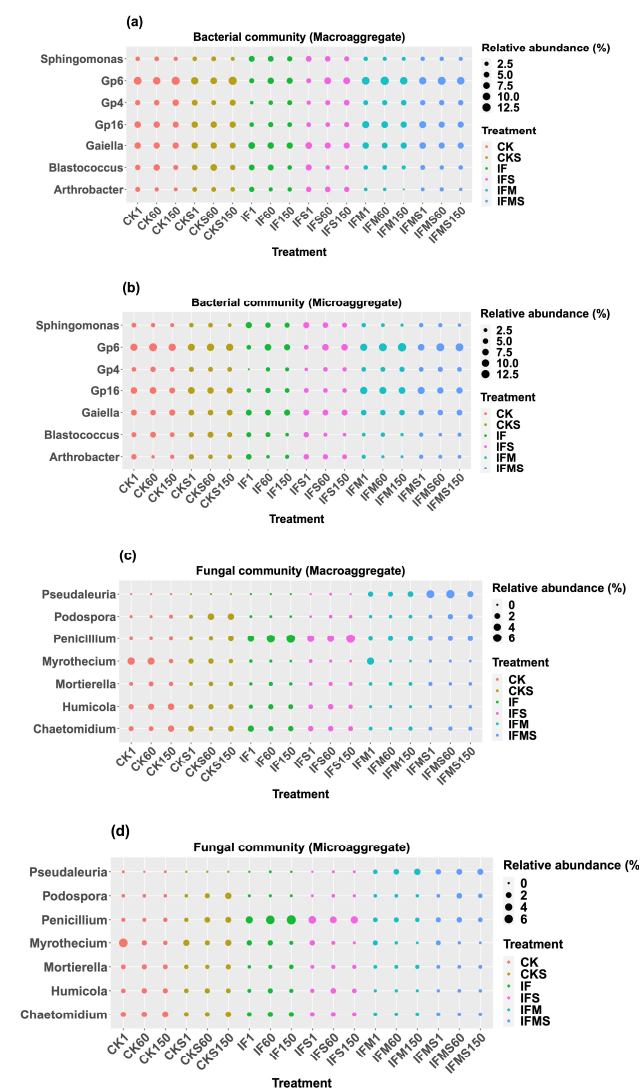 (a)
Bacterial community (Macroaggregate)
Sphingomonas
Gp6
Gp4
Gp16
Gaiella
Blastococcus
Arthrobacter
CK1 CK60 CK150 CKS1 CKS60 CKS150 IF1 IF60 IF150 IFS1 IFS60 IFS150 IFM1 IFM60 IFM150 IFMS1 IFMS60 IFMS150
Treatment
Relative abundance (%)
2.5
5.0
7.5
10.0
12.5
Treatment
CK
CKS
IF
IFS
IFM
IFMS
(b)
Bacterial community (Macroaggregate)
Sphingomonas
Gp6
Gp4
Gp16
Gaiella
Blastococcus
Arthrobacter
CK1 CK60 CK150 CKS1 CKS60 CKS150 IF1 IF60 IF150 IFS1 IFS60 IFS150 IFM1 IFM60 IFM150 IFMS1 IFMS60 IFMS150
Treatment
Relative abundance (%)
2.5
5.0
7.5
10.0
12.5
Treatment
CK
CKS
IF
IFS
IFM
IFMS
(c)
Fungal community (Macroaggregate)
Pseudaleuria
Podospora
Penicillium
Myrothecium
Mortierella
Humicola
Chaetomidium
CK1 CK60 CK150 CKS1 CKS60 CKS150 IF1 IF60 IF150 IFS1 IFS60 IFS150 IFM1 IFM60 IFM150 IFMS1 IFMS60 IFMS150
Treatment
Relative abundance (%)
0
2
4
6
Treatment
CK
CKS
IF
IFS
IFM
IFMS
(d)
Fungal community (Microaggregate)
Pseudaleuria
Podospora
Penicillium
Myrothecium
Mortierella
Humicola
Chaetomidium
CK1 CK60 CK150 CKS1 CKS60 CKS150 IF1 IF60 IF150 IFS1 IFS60 IFS150 IFM1 IFM60 IFM150 IFMS1 IFMS60 IFMS150
Treatment
Relative abundance (%
0
2
4
6
Treatment
CK
CKS
IF
IFS
IFM
IFMS